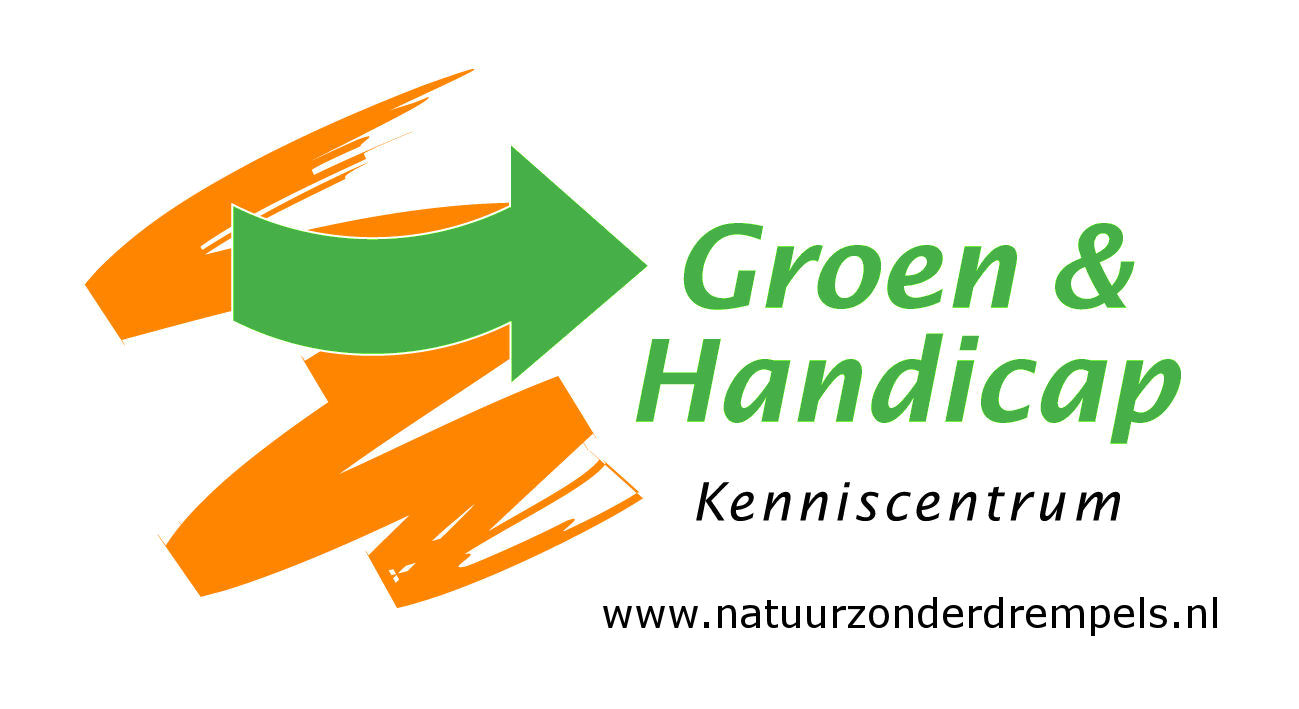 Groen &
Handicap
Kenniscentrum
www.natuurzonderdrempels.nl